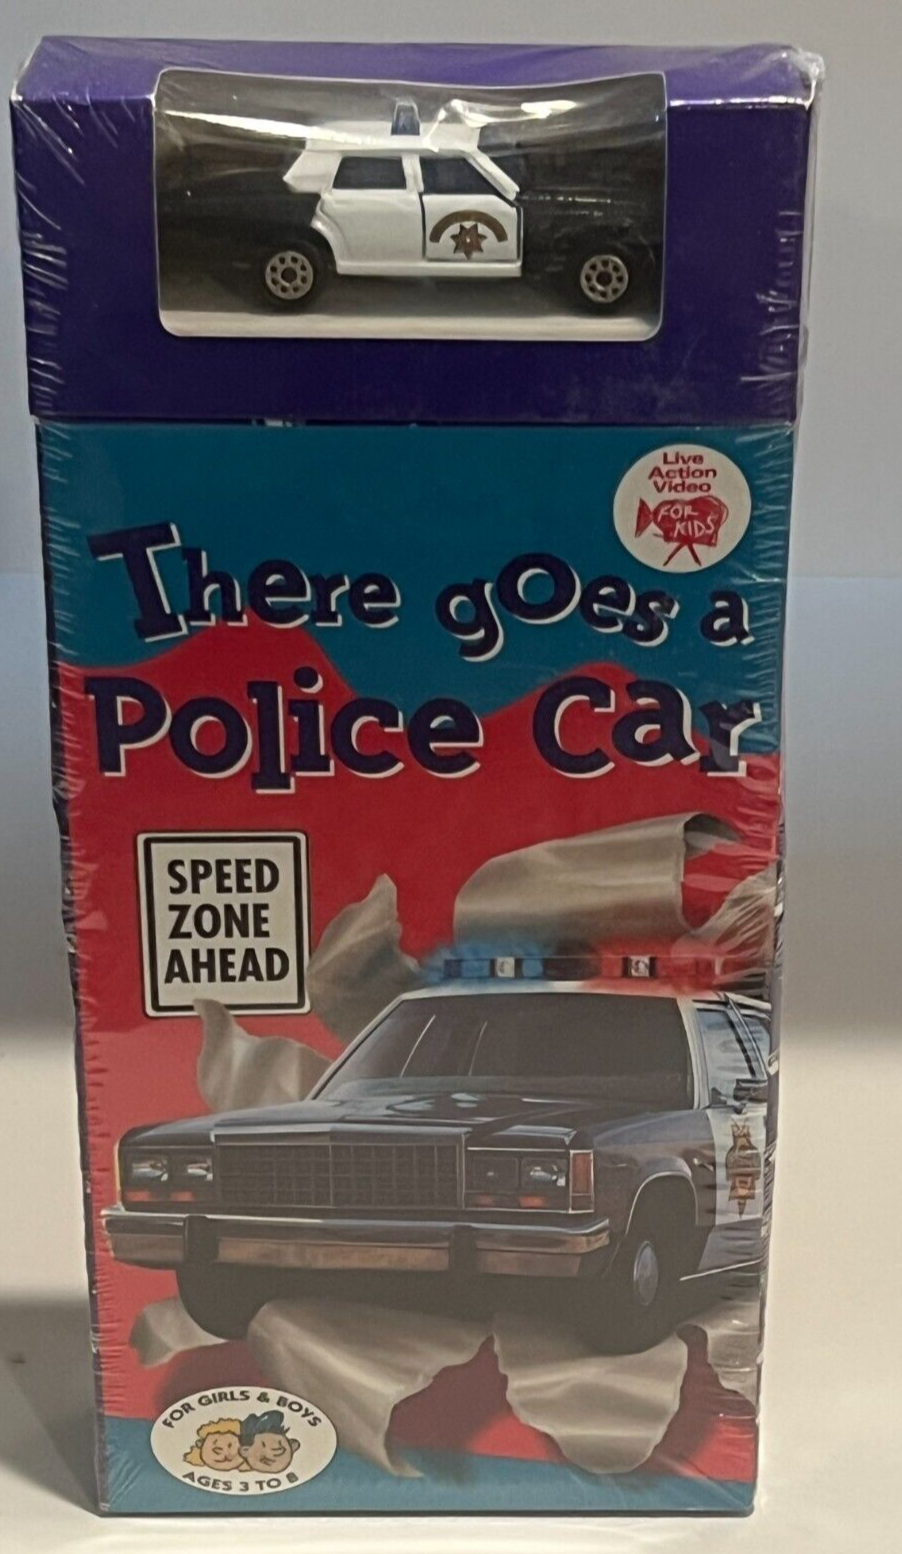 Live
Action
Video
FOR
KIDS
There goes a
Police Car
SPEED
ZONE
AHEAD
FOR GIRLS & BOYS
AGES 3 TO 8